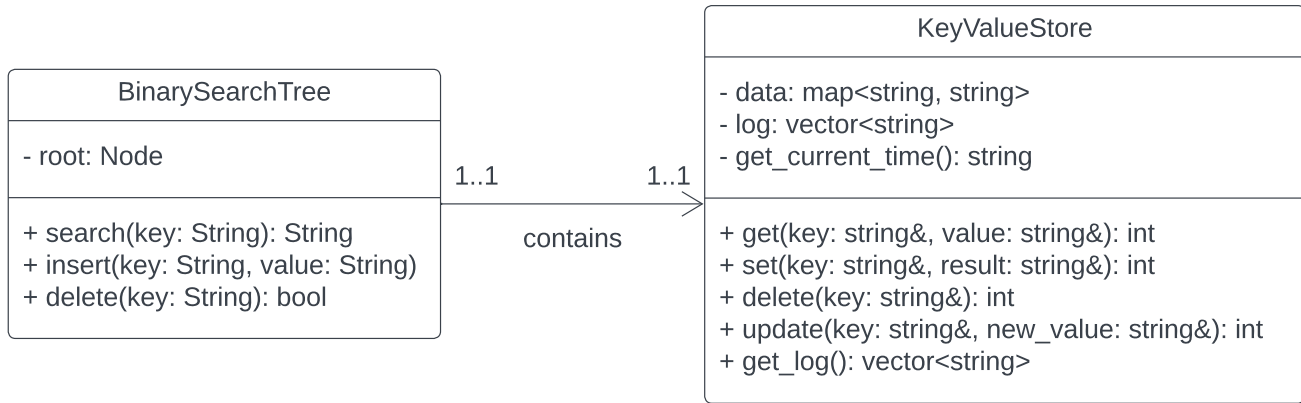 BinarySearchTree
- root: Node
+ search(key: String): String
+ insert(key: String, value: String)
+ delete(key: String): bool
1..1
1..1
contains
KeyValueStore
- data: map<string, string>
- log: vector<string>
- get_current_time(): string
+ get(key: string&, value: string&): int
+ set(key: string&, result: string&): int
+ delete(key: string&): int
+ update(key: string&, new_value: string&): int
+ get_log(): vector<string>